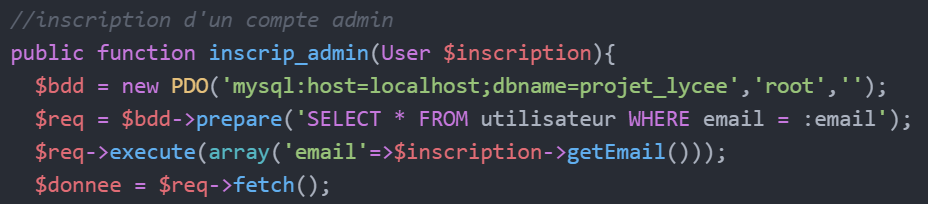 //inscription d'un compte admin
public function inscrip_admin(User $inscription){
$bdd = new PDO('mysql:host=localhost;dbname=projet_lycee','root','');
$req = $bdd->prepare('SELECT * FROM utilisateur WHERE email = :email');
$req->execute(array('email'=>$inscription->getEmail()));
$donnee = $req->fetch();